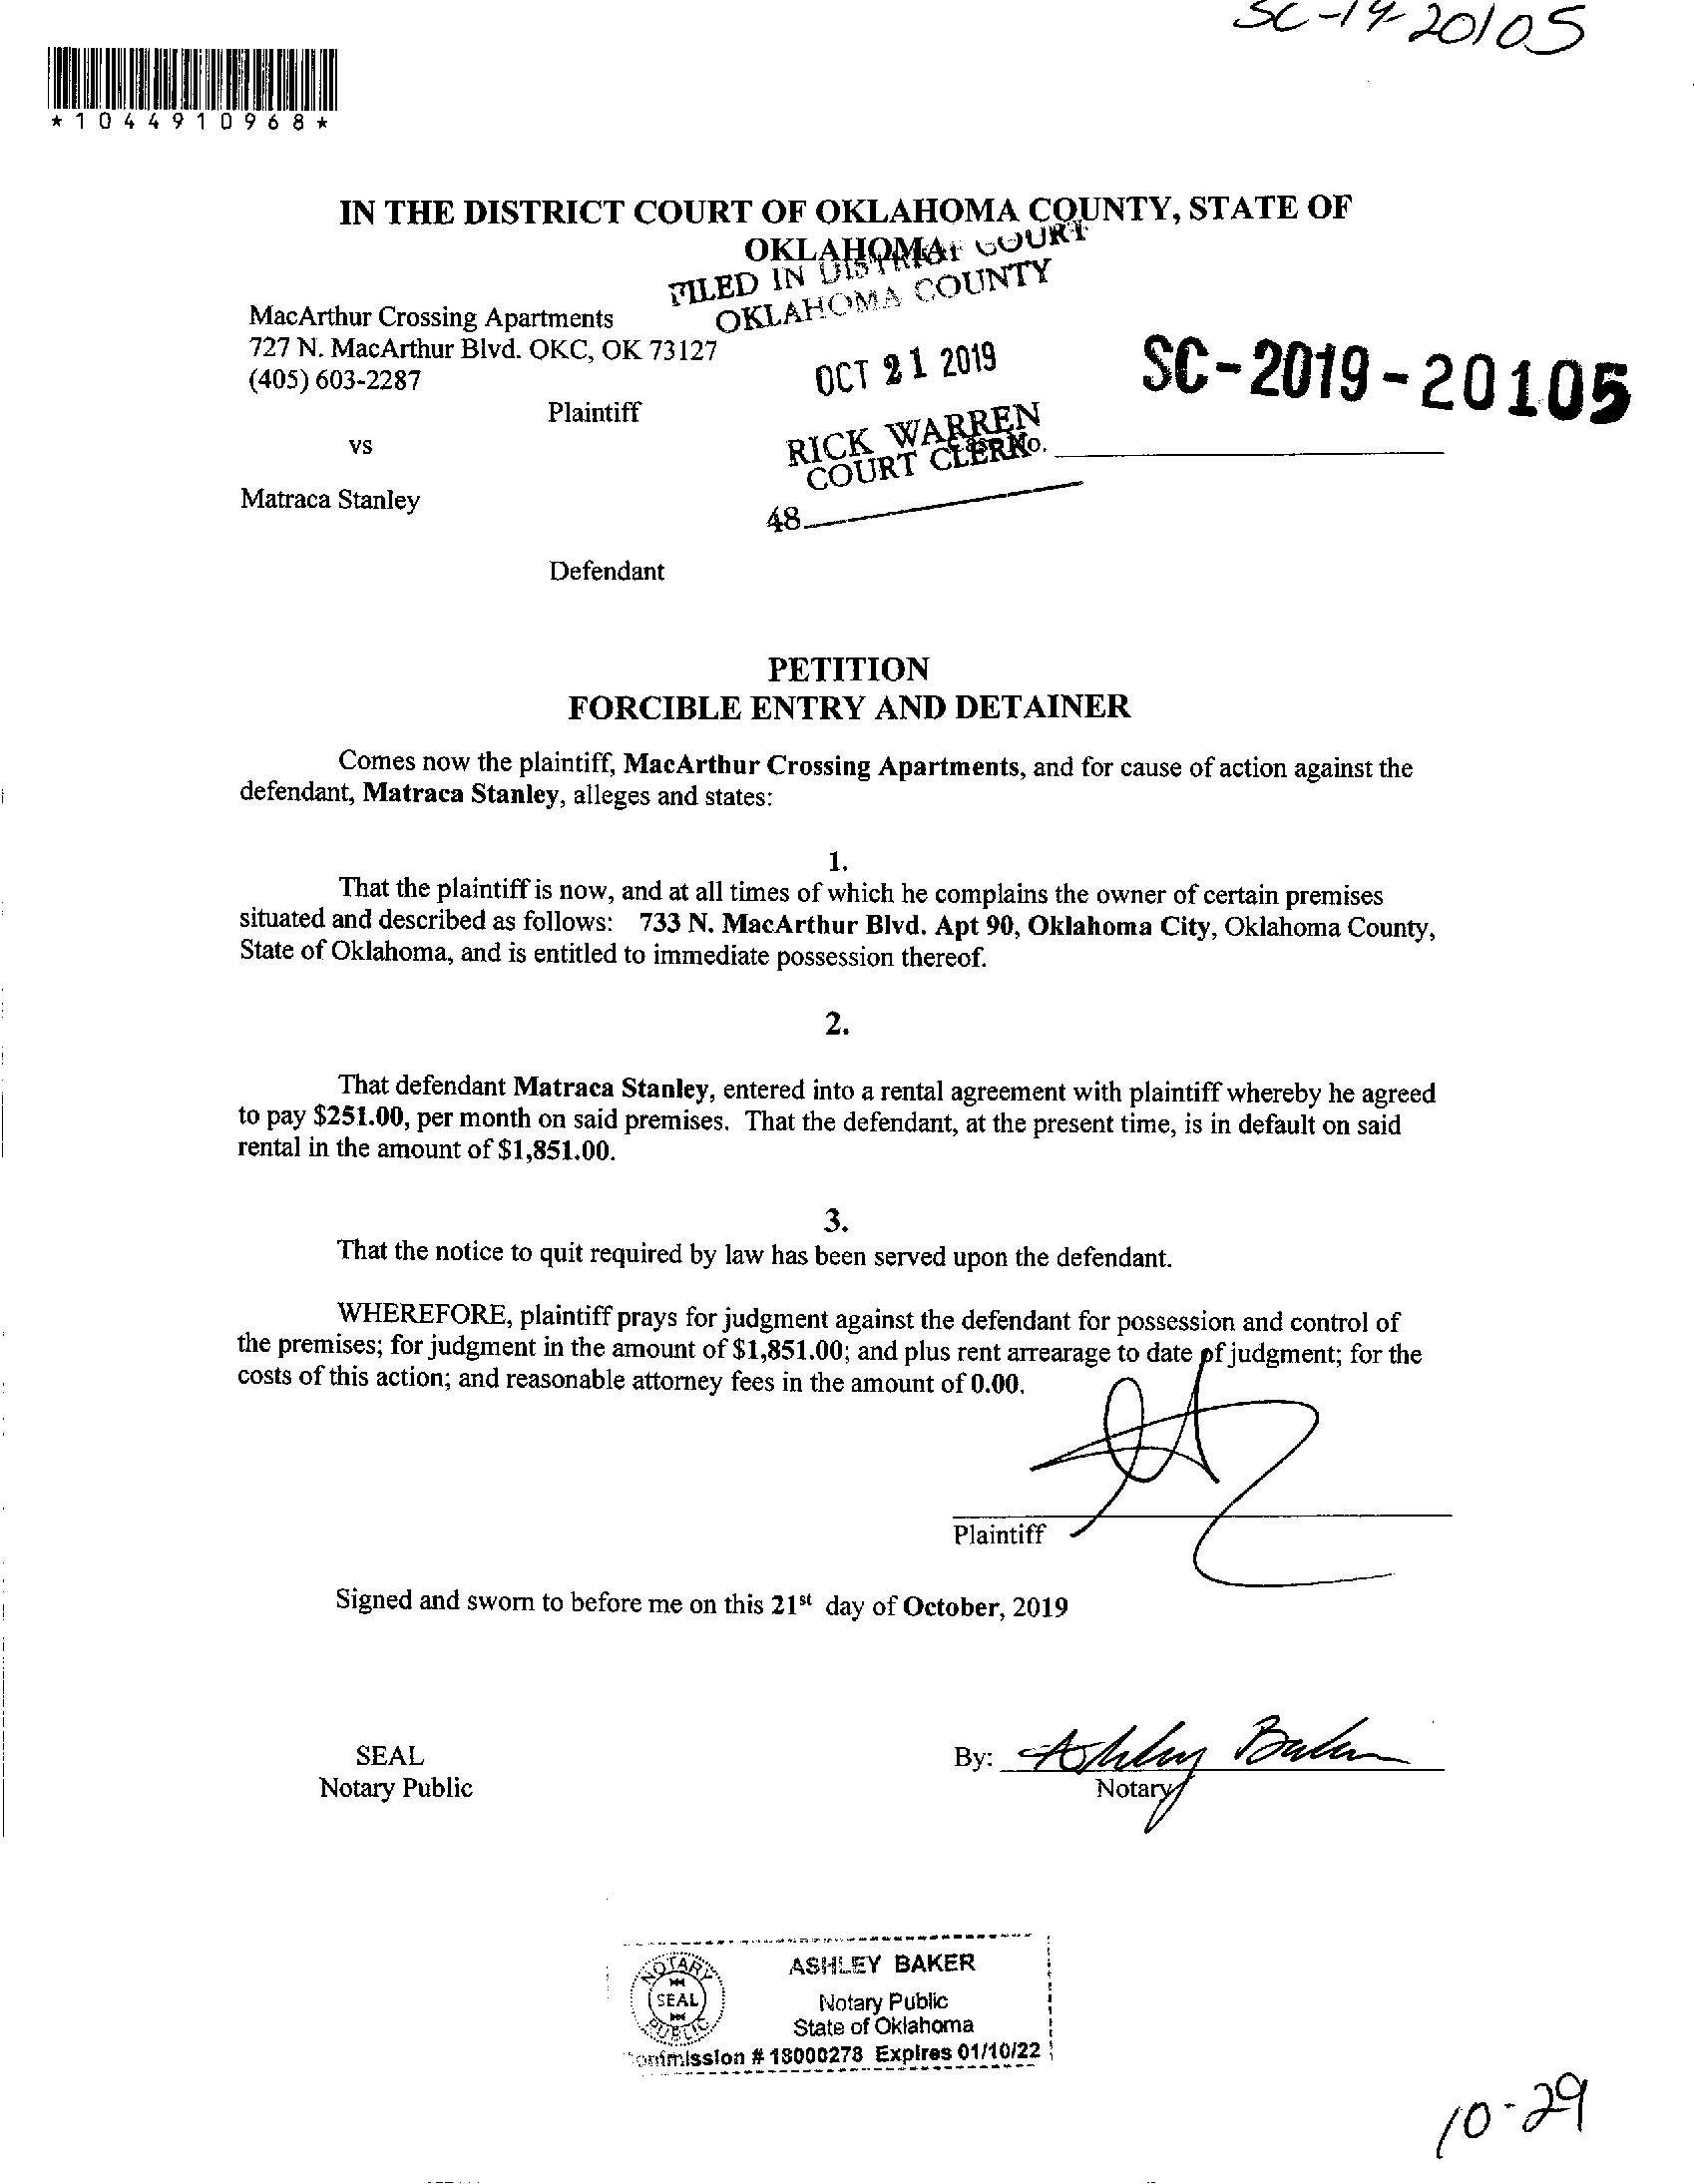 SC-19-20105
*1044910968*
IN THE DISTRICT COURT OF OKLAHOMA COUNTY, STATE OF
OKLAHOMA
FILED IN DISTRICT COURT
OKLAHOMA COUNTY
MacArthur Crossing Apartments
727 N. MacArthur Blvd. OKC, OK 73127
(405) 603-2287
OCT 21 2019
SC-2019-20105
Plaintiff
vs
RICK WARREN
COURT CLERK
Case No.
Matraca Stanley
48
Defendant
PETITION
FORCIBLE ENTRY AND DETAINER
Comes now the plaintiff, MacArthur Crossing Apartments, and for cause of action against the
defendant, Matraca Stanley, alleges and states:
1.
That the plaintiff is now, and at all times of which he complains the owner of certain premises
situated and described as follows: 733 N. MacArthur Blvd. Apt 90, Oklahoma City, Oklahoma County,
State of Oklahoma, and is entitled to immediate possession thereof.
2.
That defendant Matraca Stanley, entered into a rental agreement with plaintiff whereby he agreed
to pay $251.00, per month on said premises. That the defendant, at the present time, is in default on said
rental in the amount of $1,851.00.
3.
That the notice to quit required by law has been served upon the defendant.
WHEREFORE, plaintiff prays for judgment against the defendant for possession and control of
the premises; for judgment in the amount of $1,851.00; and plus rent arrearage to date of judgment; for the
costs of this action; and reasonable attorney fees in the amount of 0.00.
Plaintiff
Signed and sworn to before me on this 21st day of October, 2019
SEAL
Notary Public
By: Ashley Baker
Notary
NOTARY
SEAL
PUBLIC
ASHLEY BAKER
Notary Public
State of Oklahoma
Commission # 18000278 Expires 01/10/22
10-29